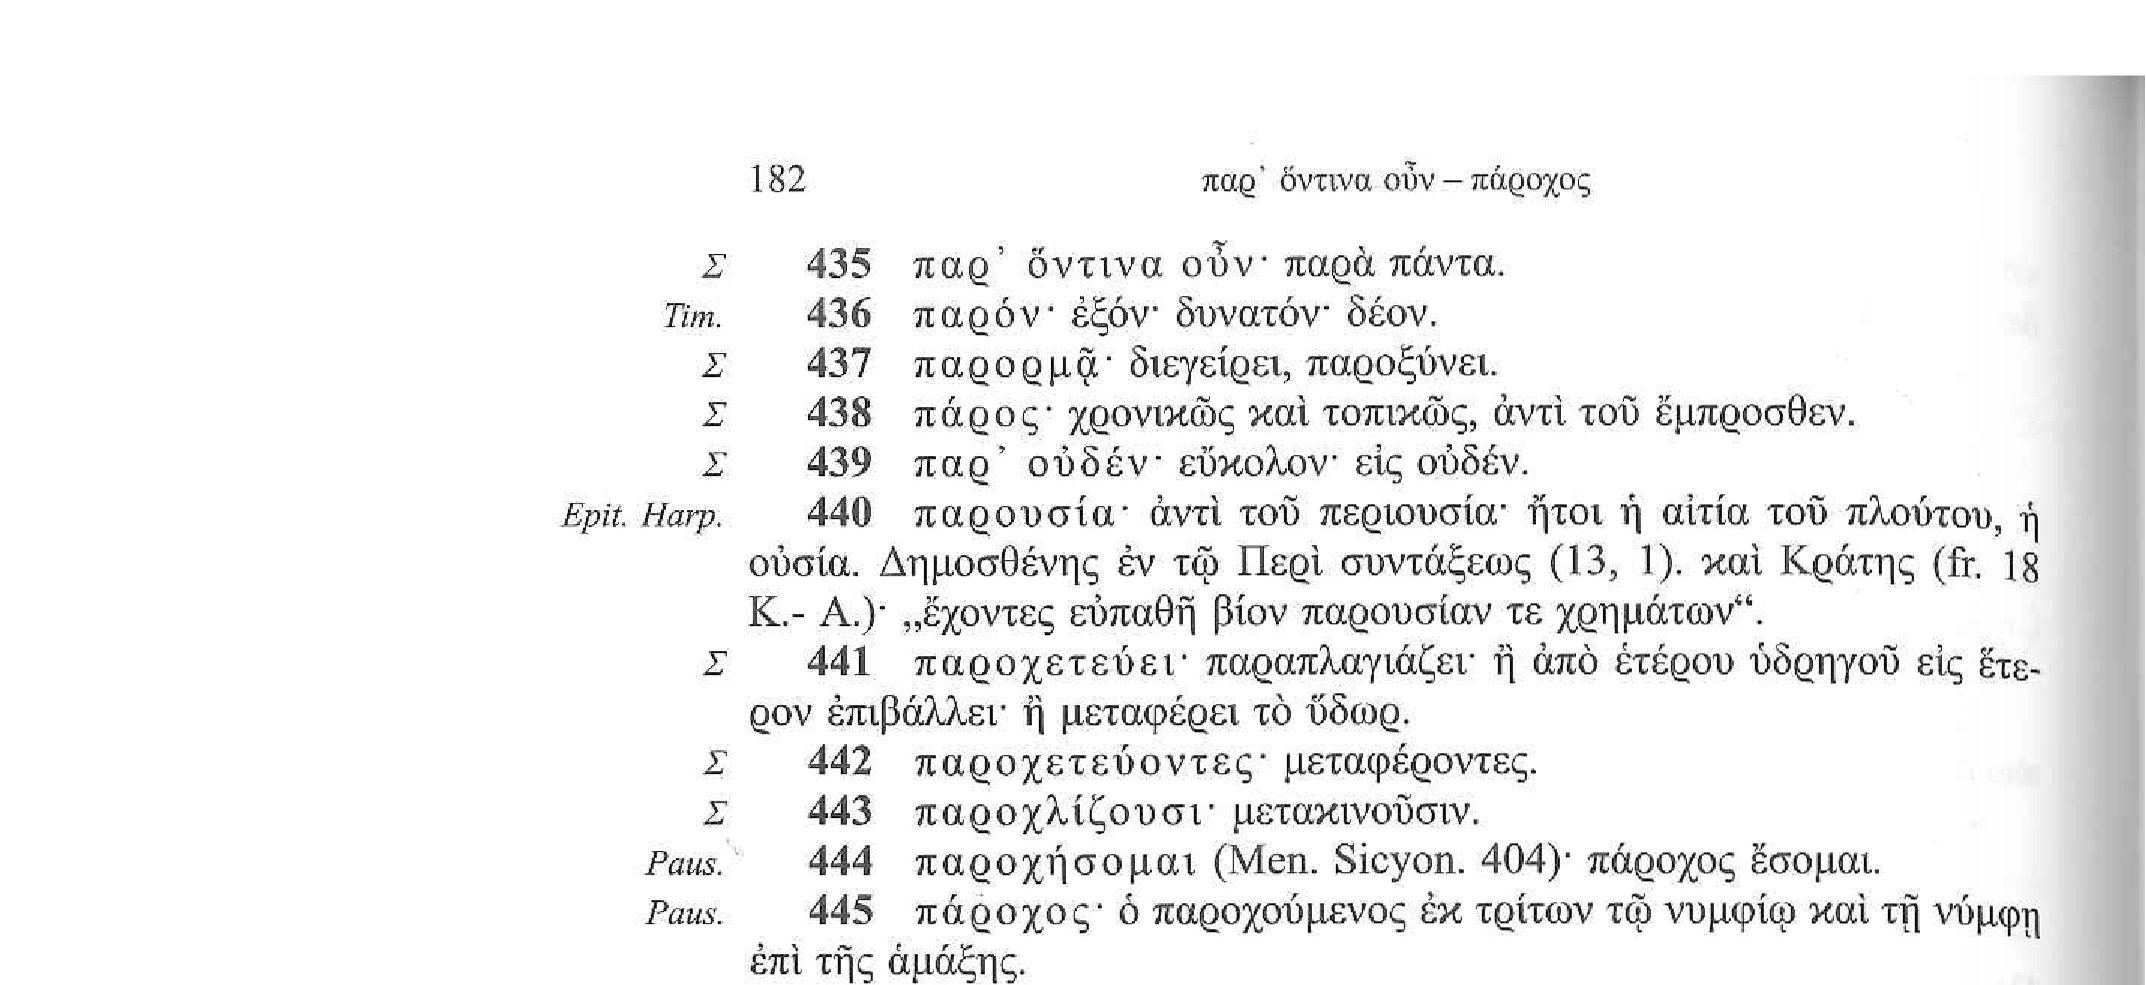 182 παρ’ ὅντινα οὖν – πάροχος
Σ 435 παρ’ ὅντινα οὖν· παρὰ πάντα.
Tim. 436 παρόν· ἐξόν· δυνατόν· δέον.
Σ 437 παρορμᾷ· διεγείρει, παροξύνει.
Σ 438 πάρος· χρονικῶς καὶ τοπικῶς, ἀντὶ τοῦ ἔμπροσθεν.
Σ 439 παρ’ οὐδέν· εὔκολον· εἰς οὐδέν.
Epit. Harp. 440 παρουσία· ἀντὶ τοῦ περιουσία· ἤτοι ἡ αἰτία τοῦ πλούτου, ἡ
οὐσία. Δημοσθένης ἐν τῷ Περὶ συντάξεως (13, 1). καὶ Κράτης (fr. 18
K.- A.)· „ἔχοντες εὐπαθῆ βίον παρουσίαν τε χρημάτων“.
Σ 441 παροχετεύει· παραπλαγιάζει· ἢ ἀπὸ ἑτέρου ὑδρηγοῦ εἰς ἕτε-
ρον ἐπιβάλλει· ἢ μεταφέρει τὸ ὕδωρ.
Σ 442 παροχετεύοντες· μεταφέροντες.
Σ 443 παροχλίζουσι· μετακινοῦσιν.
Paus. 444 παροχήσομαι (Men. Sicyon. 404)· πάροχος ἔσομαι.
Paus. 445 πάροχος· ὁ παροχούμενος ἐκ τρίτων τῷ νυμφίῳ καὶ τῇ νύμφῃ
ἐπὶ τῆς ἁμάξης.